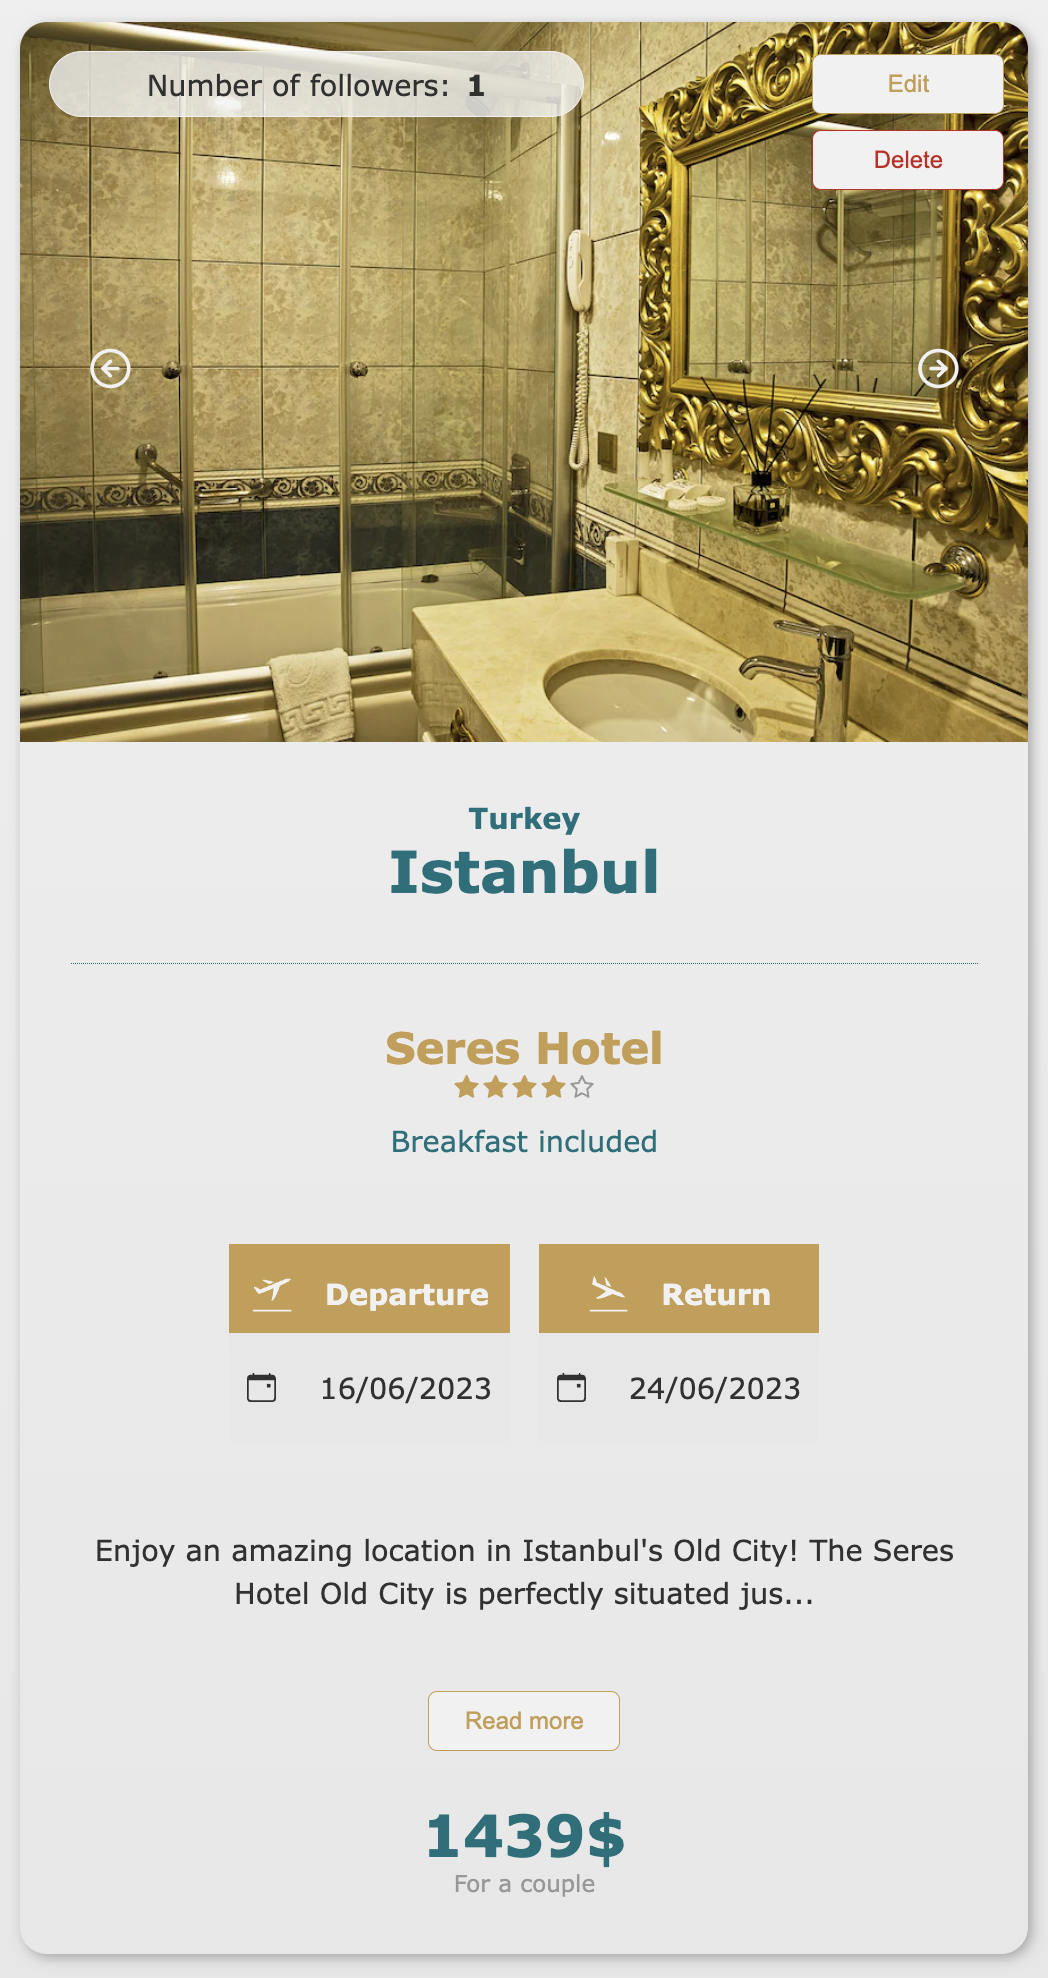 Number of followers: 1
Edit
Delete
Turkey
Istanbul
Seres Hotel
Breakfast included
Departure
Return
16/06/2023
24/06/2023
Enjoy an amazing location in Istanbul's Old City! The Seres
Hotel Old City is perfectly situated jus...
Read more
1439$
For a couple